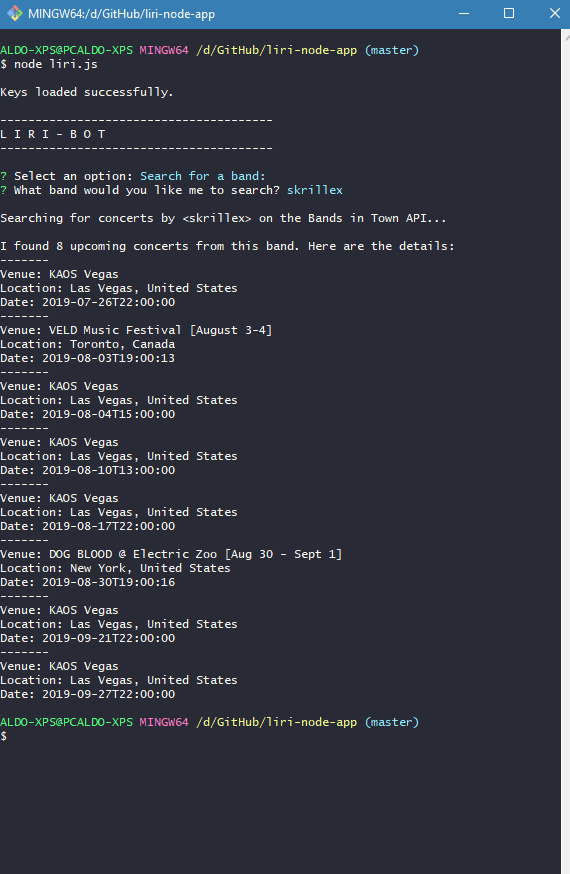 MINGW64:/d/GitHub/liri-node-app
ALDO-XPS@PCALDO-XPS MINGW64 /d/GitHub/liri-node-app (master)
$ node liri.js
Keys loaded successfully.
---------------------------------------
L I R I - B O T
---------------------------------------
? Select an option: Search for a band:
? What band would you like me to search? skrillex
Searching for concerts by <skrillex> on the Bands in Town API...
I found 8 upcoming concerts from this band. Here are the details:
-------
Venue: KAOS Vegas
Location: Las Vegas, United States
Date: 2019-07-26T22:00:00
-------
Venue: VELD Music Festival [August 3-4]
Location: Toronto, Canada
Date: 2019-08-03T19:00:13
-------
Venue: KAOS Vegas
Location: Las Vegas, United States
Date: 2019-08-04T15:00:00
-------
Venue: KAOS Vegas
Location: Las Vegas, United States
Date: 2019-08-10T13:00:00
-------
Venue: KAOS Vegas
Location: Las Vegas, United States
Date: 2019-08-17T22:00:00
-------
Venue: DOG BLOOD @ Electric Zoo [Aug 30 - Sept 1]
Location: New York, United States
Date: 2019-08-30T19:00:16
-------
Venue: KAOS Vegas
Location: Las Vegas, United States
Date: 2019-09-21T22:00:00
-------
Venue: KAOS Vegas
Location: Las Vegas, United States
Date: 2019-09-27T22:00:00
ALDO-XPS@PCALDO-XPS MINGW64 /d/GitHub/liri-node-app (master)
$